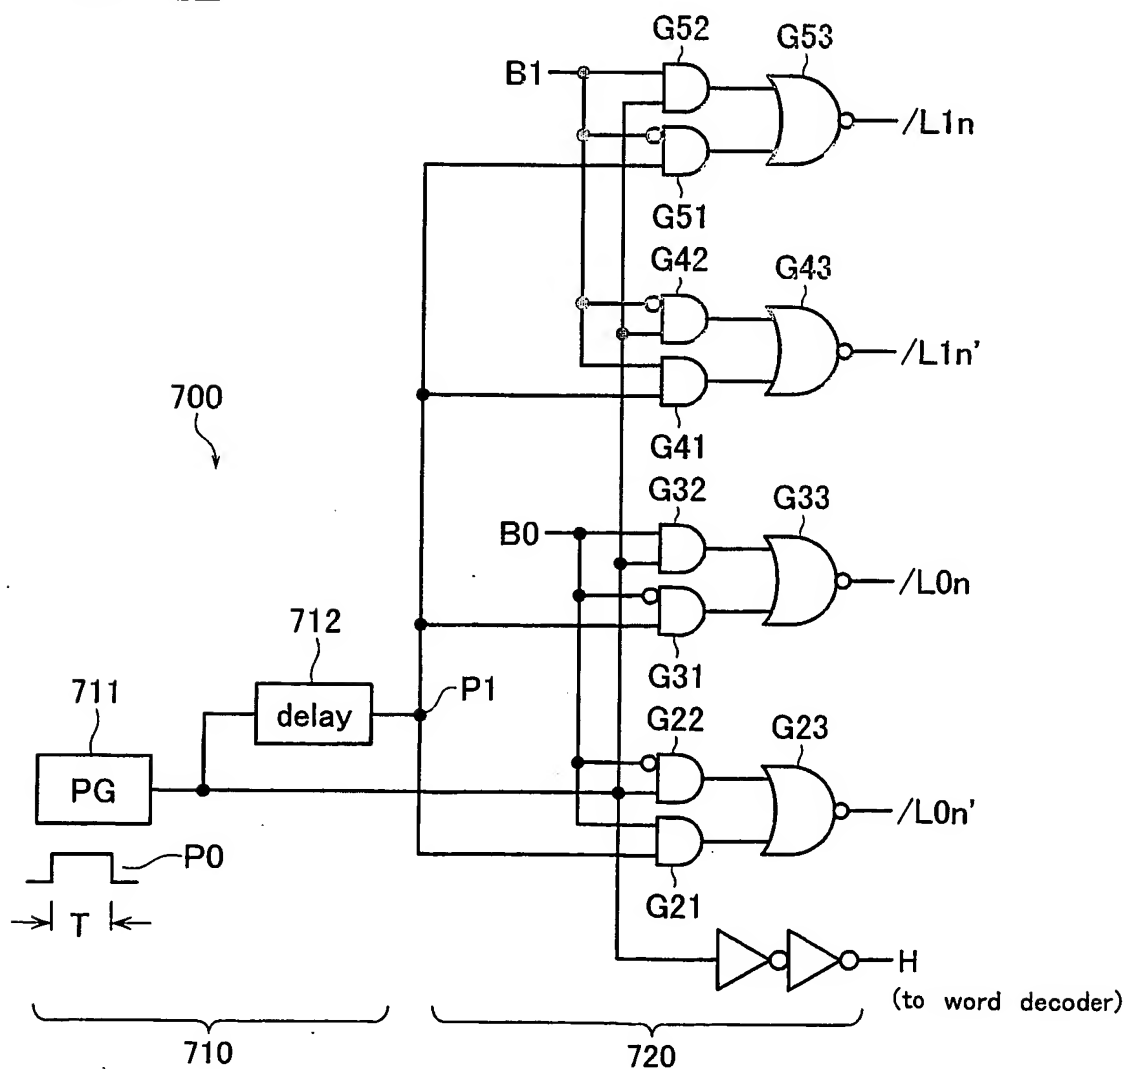 G52
G53
B1
/L1n
G51
G42
G43
/L1n'
700
G41
G32
G33
B0
/L0n
712
G31
P1
711
delay
G22
G23
PG
/L0n'
P0
T
G21
H
(to word decoder)
710
720